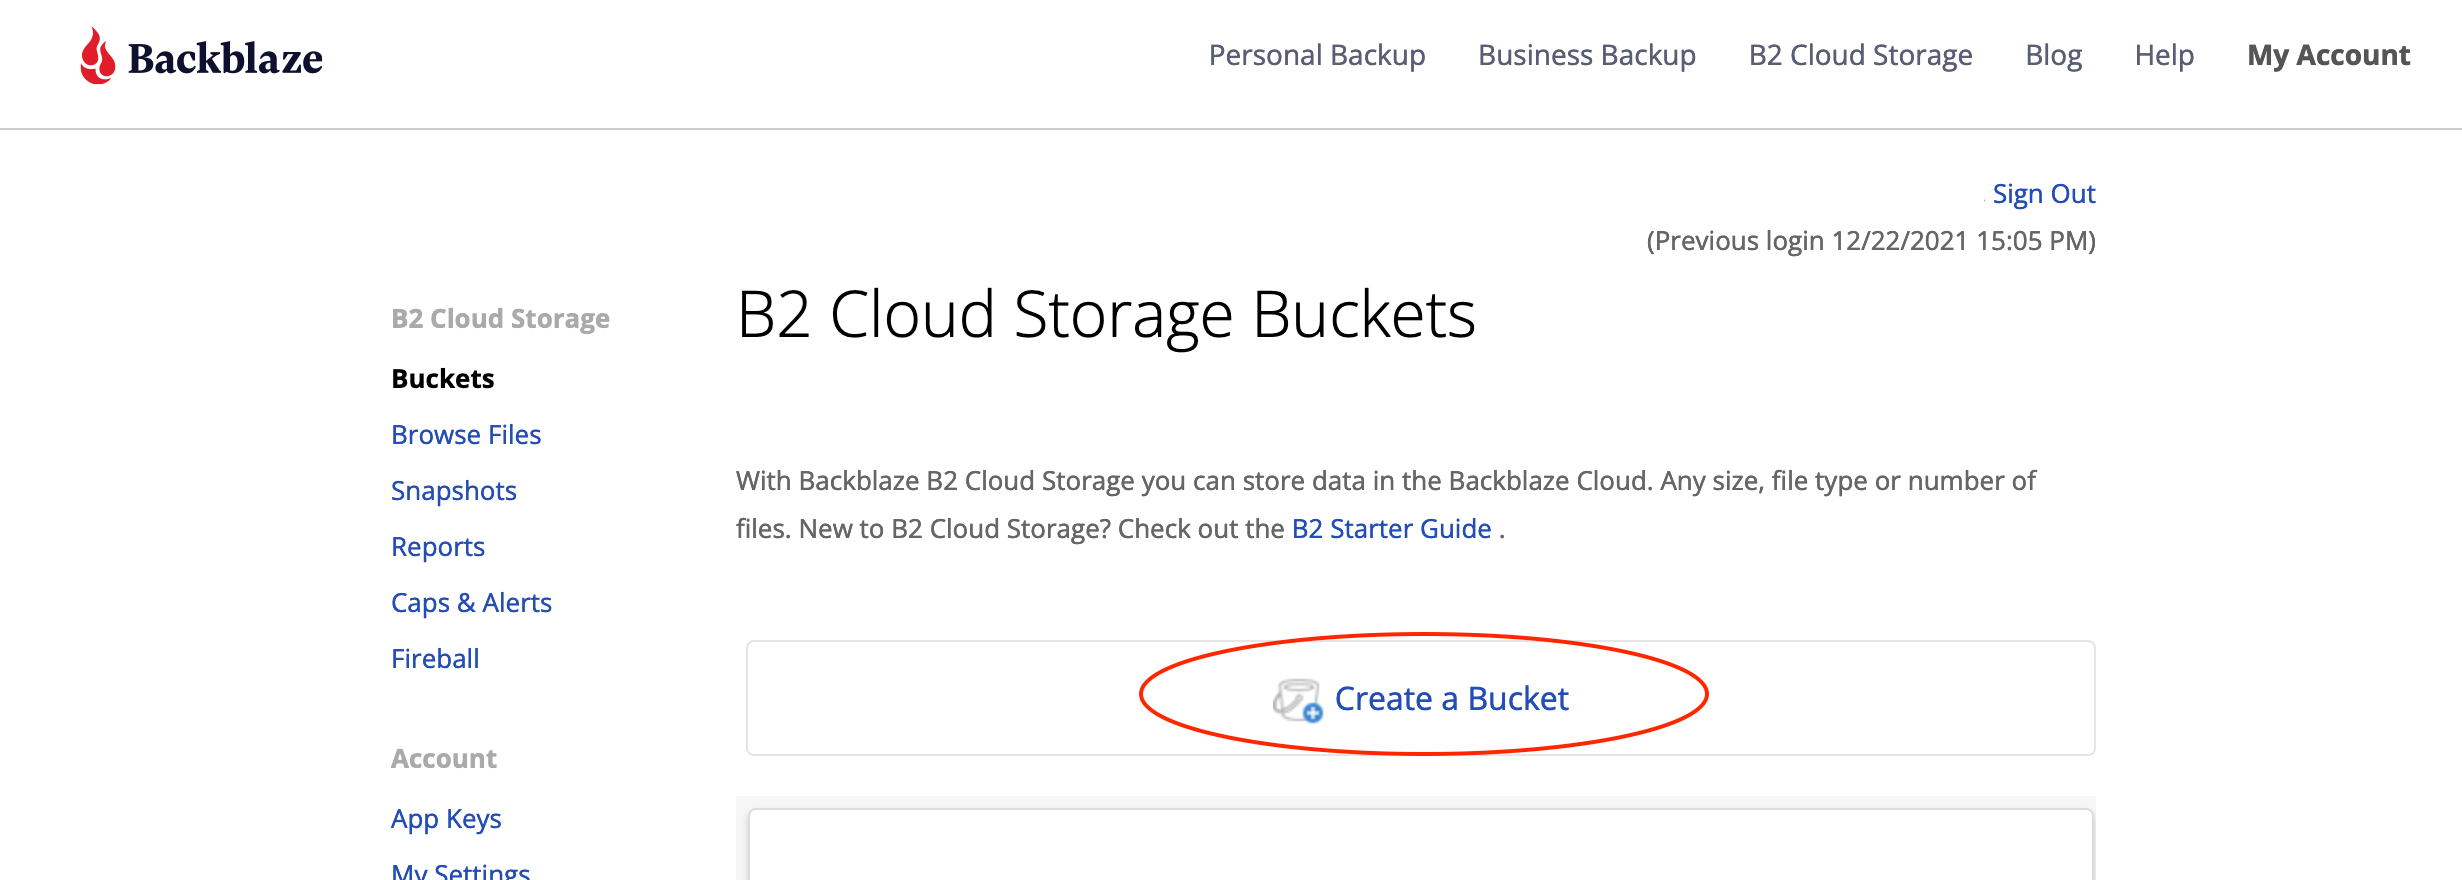 Backblaze
Personal Backup Business Backup B2 Cloud Storage Blog Help My Account
Sign Out
(Previous login 12/22/2021 15:05 PM)
B2 Cloud Storage
Buckets
Browse Files
Snapshots
Reports
Caps & Alerts
Fireball
Account
App Keys
My Settings
B2 Cloud Storage Buckets
With Backblaze B2 Cloud Storage you can store data in the Backblaze Cloud. Any size, file type or number of
files. New to B2 Cloud Storage? Check out the B2 Starter Guide .
Create a Bucket